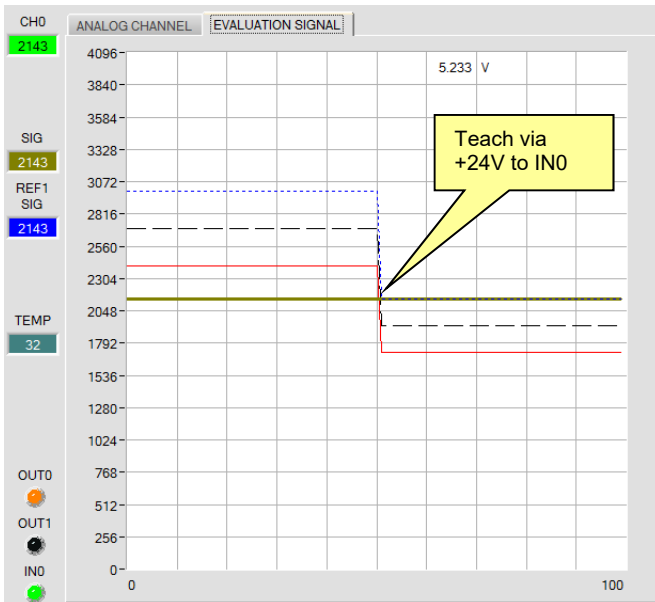 CH0
2143
SIG
2143
REF1
SIG
2143
TEMP
32
OUT0
OUT1
IN0
ANALOG CHANNEL
EVALUATION SIGNAL
5.233 V
Teach via
+24V to IN0
4096
3840
3584
3328
3072
2816
2560
2304
2048
1792
1536
1280
1024
768
512
256
0
0
100